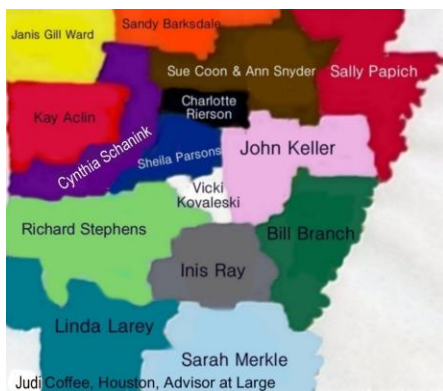 Sandy Barksdale
Janis Gill Ward
Sue Coon & Ann Snyder
Sally Papich
Charlotte
Rierson
Kay Aclin
Cynthia Schanink
Sheila Parsons
John Keller
Vicki
Kovaleski
Richard Stephens
Bill Branch
Inis Ray
Linda Larey
Sarah Merkle
Judi Coffee, Houston, Advisor at Large